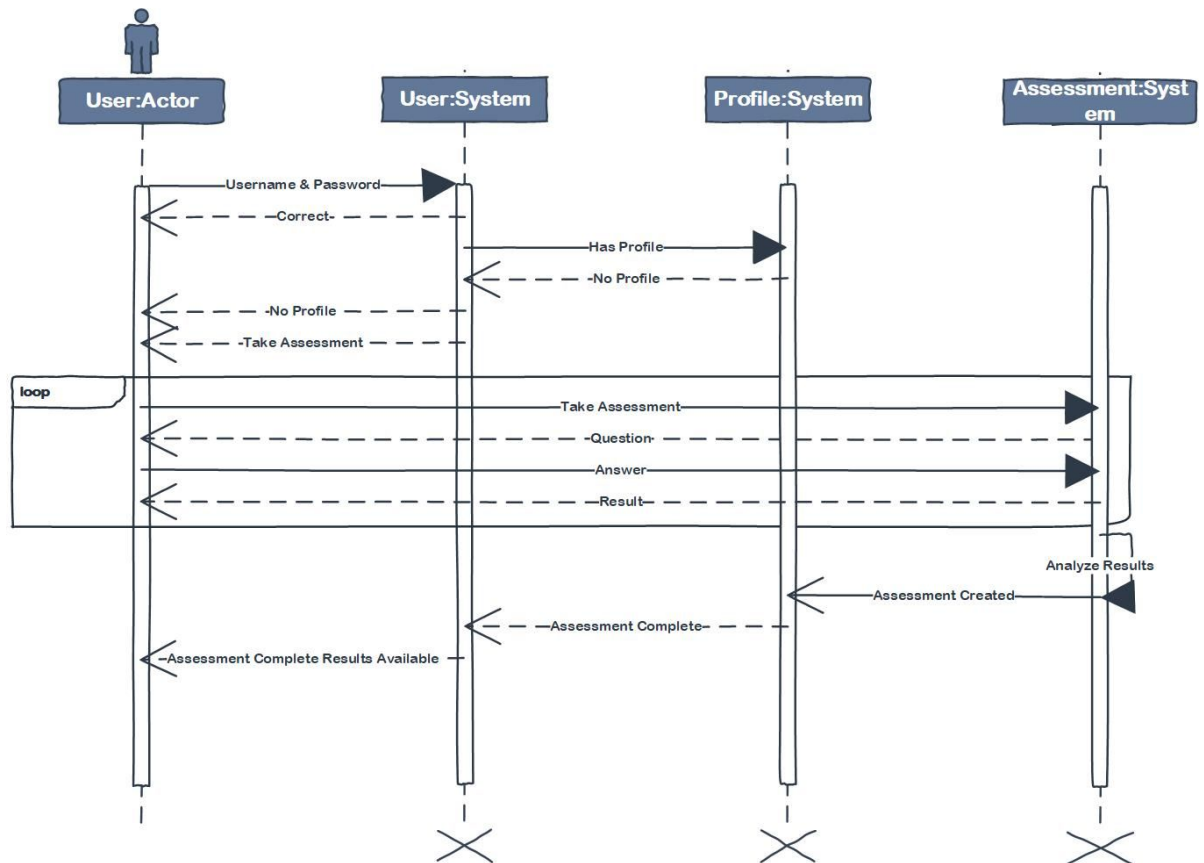 User:Actor
User:System
Profile:System
Assessment:Syst
em
Username & Password
Correct
Has Profile
No Profile
No Profile
Take Assessment
loop
Take Assessment
Question
Answer
Result
Analyze Results
Assessment Created
Assessment Complete
Assessment Complete Results Available